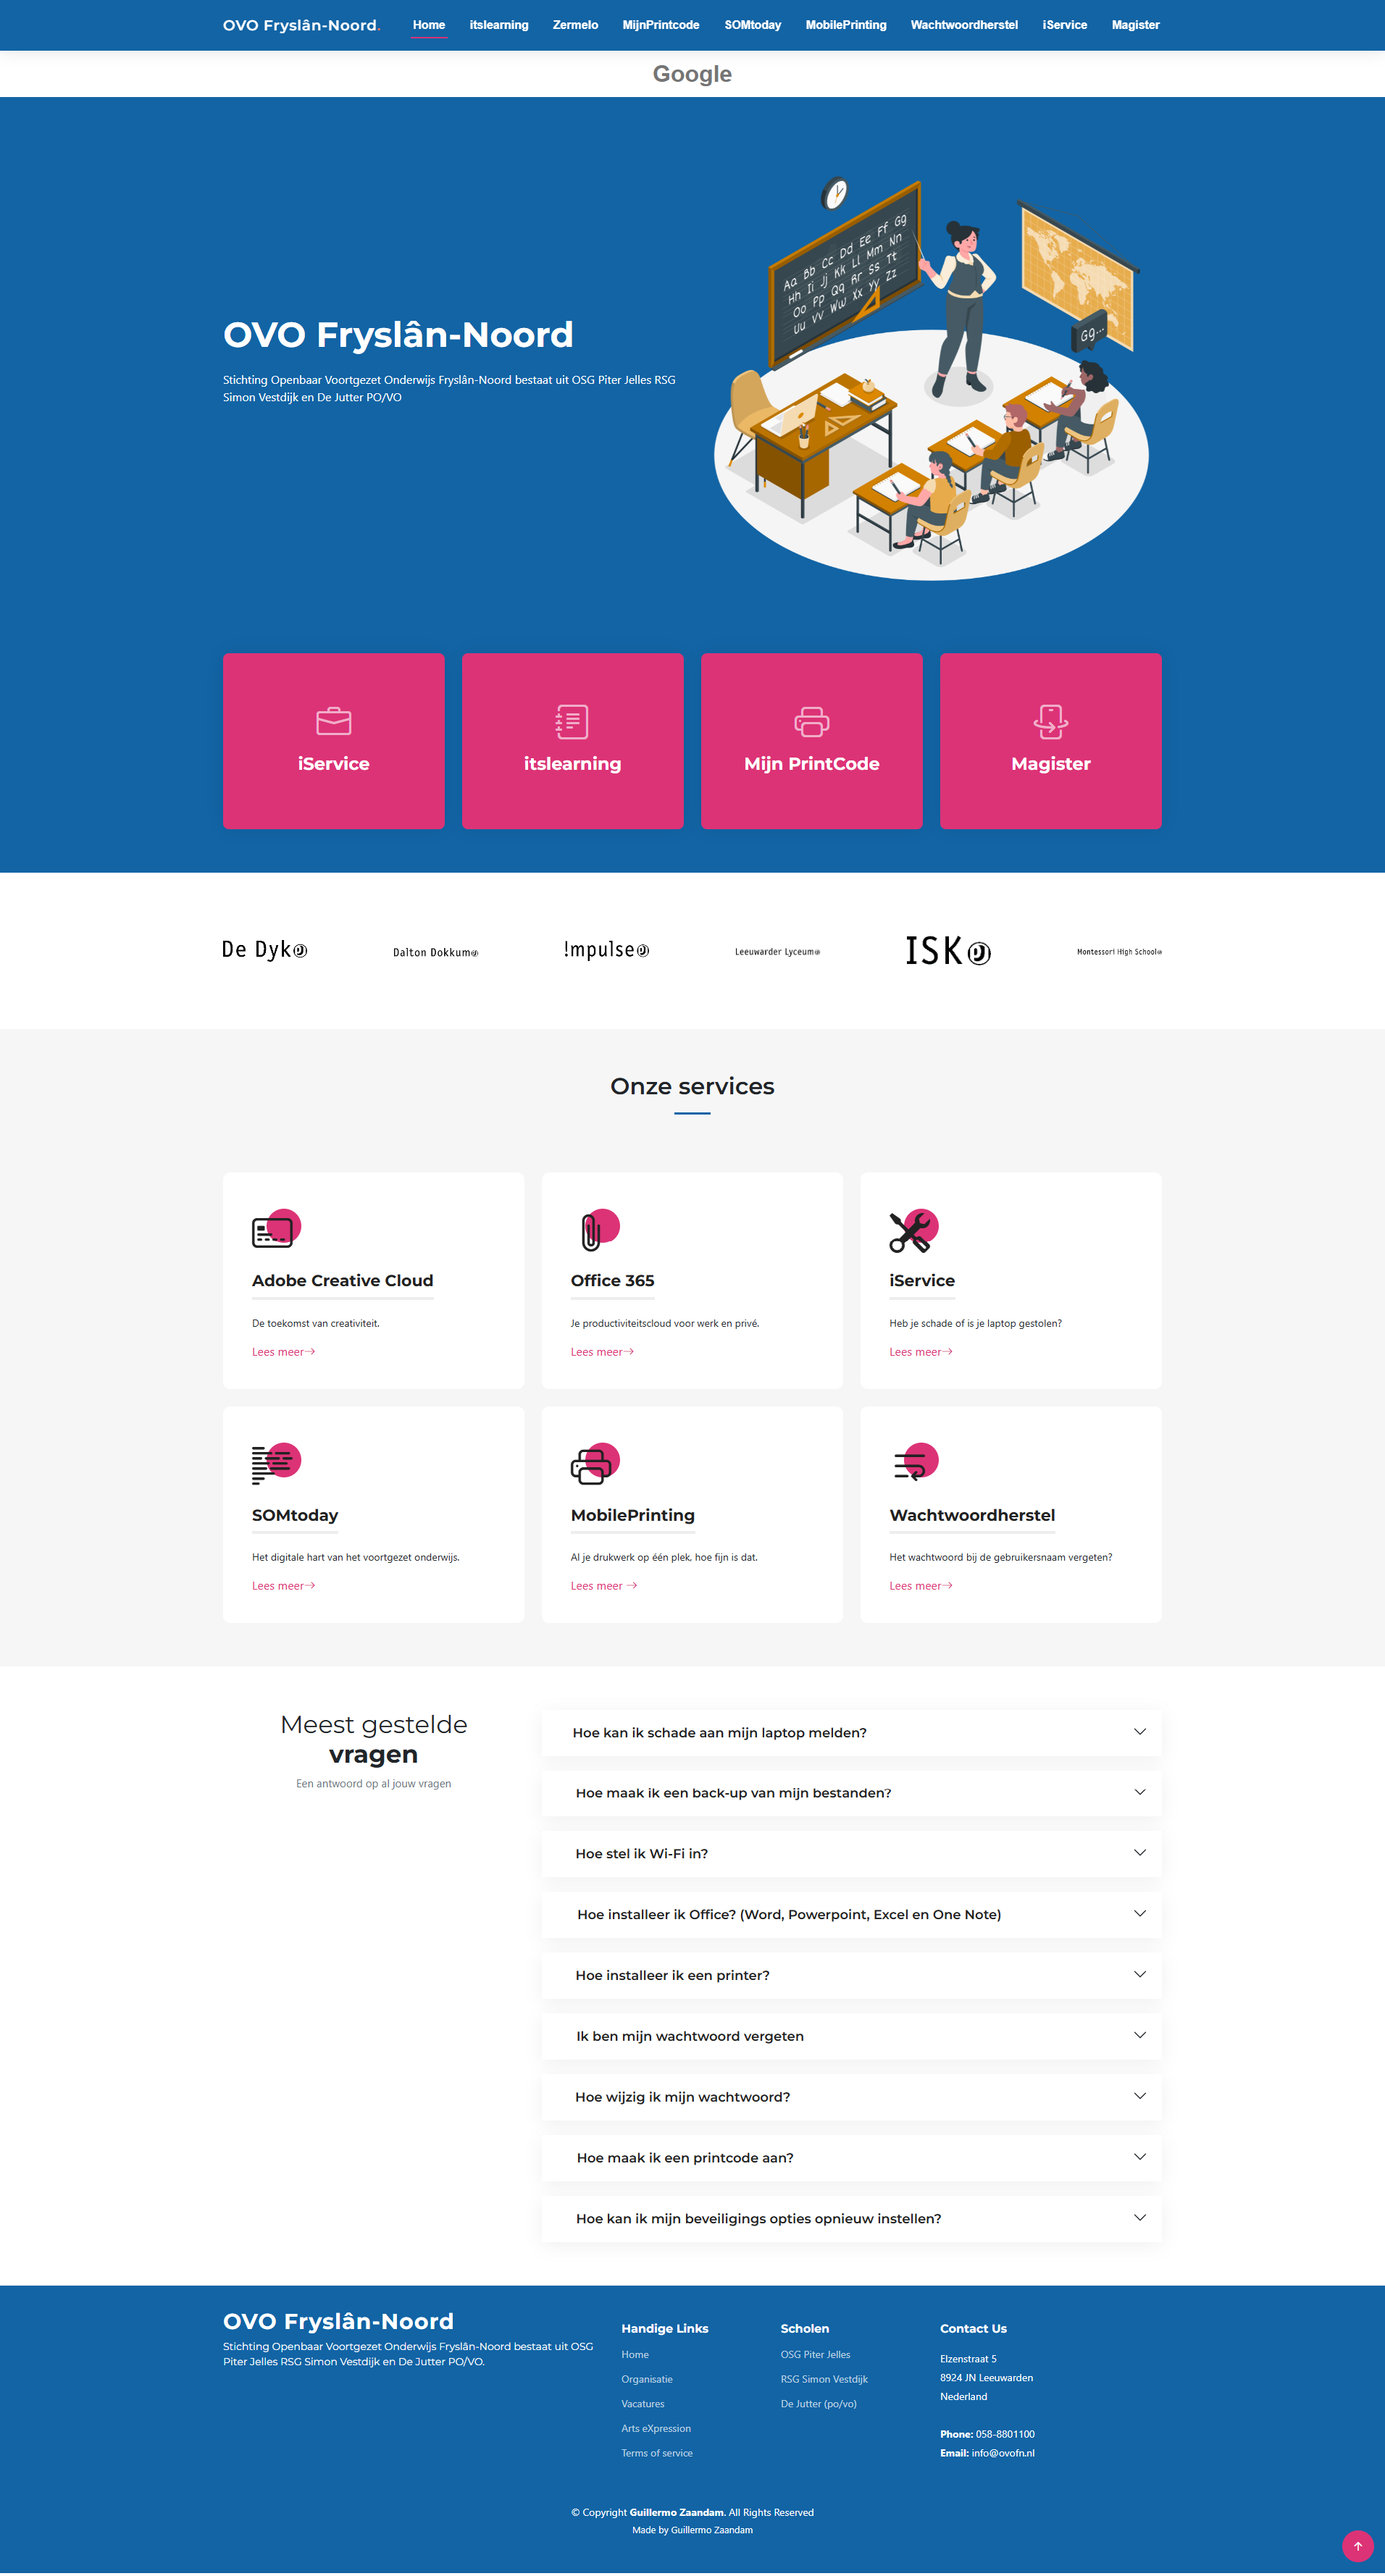 OVO Fryslân-Noord.
Home
itslearning
Zermelo
MijnPrintcode
SOMtoday
MobilePrinting
Wachtwoordherstel
iService
Magister
Google
Aa Bb Cc Dd Ee Ff Gg
Hh Ii Jj Kk Ll Mm Nn
Oo Pp Qq Rr Ss Tt
Uu Vv Ww Xx Yy Zz
Gg...
OVO Fryslân-Noord
Stichting Openbaar Voortgezet Onderwijs Fryslân-Noord bestaat uit OSG Piter Jelles RSG
Simon Vestdijk en De Jutter PO/VO
iService
itslearning
Mijn PrintCode
Magister
De Dyk
Dalton Dokkum
!mpulse
Leeuwarder Lyceum
ISK
Montessori High School
Onze services
Adobe Creative Cloud
De toekomst van creativiteit.
Lees meer
Office 365
Je productiviteitscloud voor werk en privé.
Lees meer
iService
Heb je schade of is je laptop gestolen?
Lees meer
SOMtoday
Het digitale hart van het voortgezet onderwijs.
Lees meer
MobilePrinting
Al je drukwerk op één plek, hoe fijn is dat.
Lees meer
Wachtwoordherstel
Het wachtwoord bij de gebruikersnaam vergeten?
Lees meer
Meest gestelde
vragen
Een antwoord op al jouw vragen
Hoe kan ik schade aan mijn laptop melden?
Hoe maak ik een back-up van mijn bestanden?
Hoe stel ik Wi-Fi in?
Hoe installeer ik Office? (Word, Powerpoint, Excel en One Note)
Hoe installeer ik een printer?
Ik ben mijn wachtwoord vergeten
Hoe wijzig ik mijn wachtwoord?
Hoe maak ik een printcode aan?
Hoe kan ik mijn beveiligings opties opnieuw instellen?
OVO Fryslân-Noord
Stichting Openbaar Voortgezet Onderwijs Fryslân-Noord bestaat uit OSG
Piter Jelles RSG Simon Vestdijk en De Jutter PO/VO.
Handige Links
Home
Organisatie
Vacatures
Arts eXpression
Terms of service
Scholen
OSG Piter Jelles
RSG Simon Vestdijk
De Jutter (po/vo)
Contact Us
Elzenstraat 5
8924 JN Leeuwarden
Nederland
Phone: 058-8801100
Email: info@ovofn.nl
© Copyright Guillermo Zaandam. All Rights Reserved
Made by Guillermo Zaandam